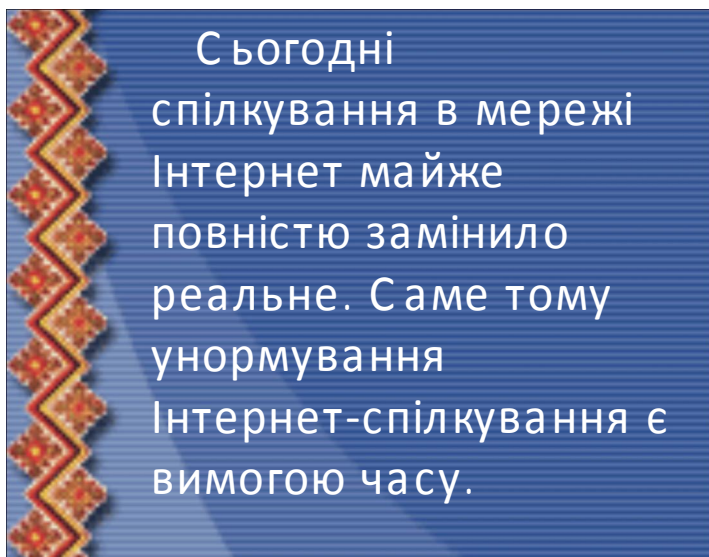 Сьогодні
спілкування в мережі
Інтернет майже
повністю замінило
реальне. Саме тому
унормування
Інтернет-спілкування є
вимогою часу.